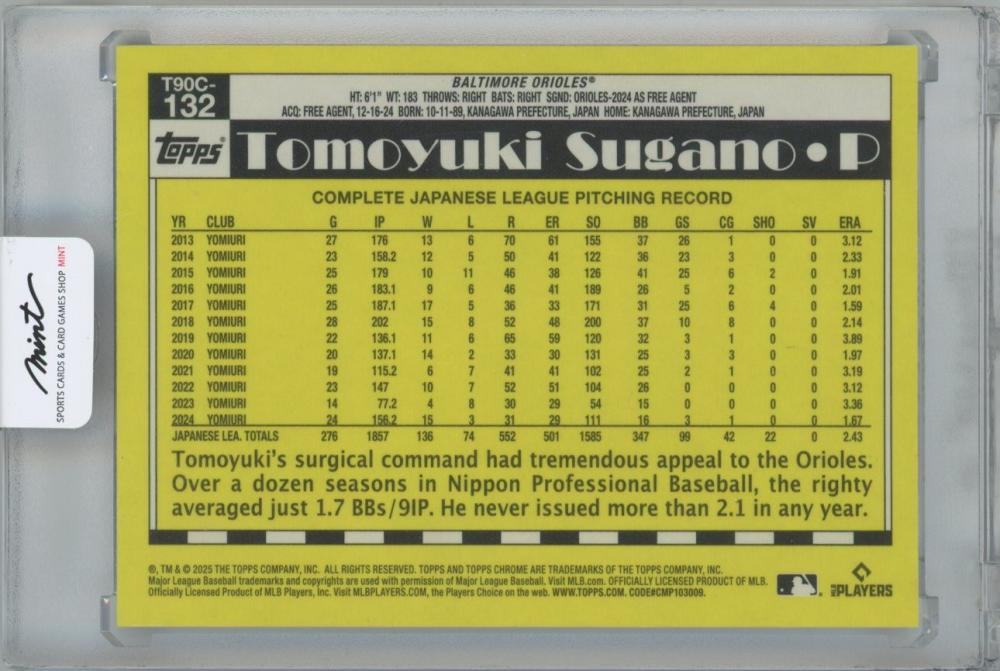 T90C-
132
BALTIMORE ORIOLES®
HT: 6'1" WT: 183 THROWS: RIGHT BATS: RIGHT SGND: ORIOLES-2024 AS FREE AGENT
ACQ: FREE AGENT, 12-16-24 BORN: 10-11-89, KANAGAWA PREFECTURE, JAPAN HOME: KANAGAWA PREFECTURE, JAPAN
Topps® Tomoyuki Sugano • P
COMPLETE JAPANESE LEAGUE PITCHING RECORD
YR CLUB G IP W L R ER SO BB GS CG SHO SV ERA
2013 YOMIURI 27 176 13 6 70 61 155 37 26 1 0 0 3.12
2014 YOMIURI 23 158.2 12 5 50 41 122 36 23 3 0 0 2.33
2015 YOMIURI 25 179 10 11 46 38 126 41 25 6 2 0 1.91
2016 YOMIURI 26 183.1 9 6 46 41 189 26 5 2 0 0 2.01
2017 YOMIURI 25 187.1 17 5 36 33 171 31 25 6 4 0 1.59
2018 YOMIURI 28 202 15 8 52 48 200 37 10 8 0 0 2.14
2019 YOMIURI 22 136.1 11 6 65 59 120 32 3 1 0 0 3.89
2020 YOMIURI 20 137.1 14 2 33 30 131 25 3 3 0 0 1.97
2021 YOMIURI 19 115.2 6 7 41 41 102 25 2 1 0 0 3.19
2022 YOMIURI 23 147 10 7 52 51 104 26 0 0 0 0 3.12
2023 YOMIURI 14 77.2 4 8 30 29 54 15 0 0 0 0 3.36
2024 YOMIURI 24 156.2 15 3 31 29 111 16 3 1 0 0 1.67
JAPANESE LEA. TOTALS 276 1857 136 74 552 501 1585 347 99 42 22 0 2.43
Tomoyuki's surgical command had tremendous appeal to the Orioles.
Over a dozen seasons in Nippon Professional Baseball, the righty
averaged just 1.7 BBs/9IP. He never issued more than 2.1 in any year.
®, TM & © 2025 THE TOPPS COMPANY, INC. ALL RIGHTS RESERVED. TOPPS AND TOPPS CHROME ARE TRADEMARKS OF THE TOPPS COMPANY, INC.
Major League Baseball trademarks and copyrights are used with permission of Major League Baseball. Visit MLB.com. OFFICIALLY LICENSED PRODUCT OF MLB.
Officially Licensed Product of MLB Players, Inc. Visit MLBPLAYERS.COM, the Players Choice on the web. WWW.TOPPS.COM. CODE#CMP103009.
MLB PLAYERS
mint
SPORTS CARDS & CARD GAMES SHOP MINT